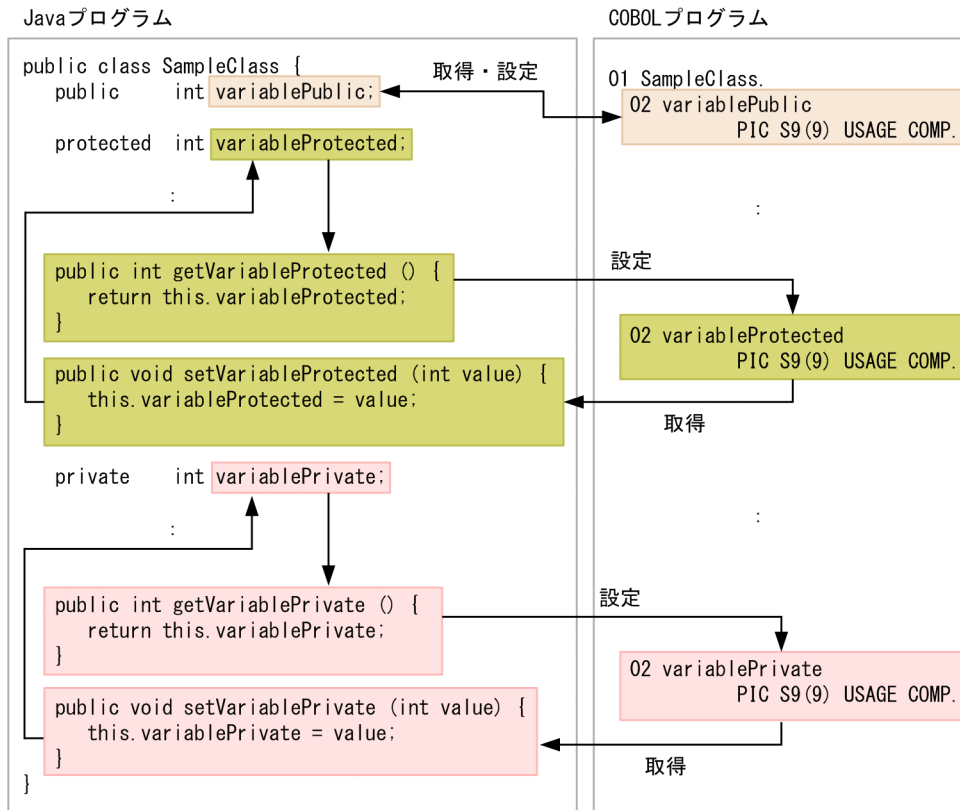 Javaプログラム
public class SampleClass {
public int variablePublic;
protected int variableProtected;
:
public int getVariableProtected () {
return this.variableProtected;
}
public void setVariableProtected (int value) {
this.variableProtected = value;
}
private int variablePrivate;
:
public int getVariablePrivate () {
return this.variablePrivate;
}
public void setVariablePrivate (int value) {
this.variablePrivate = value;
}
}
取得・設定
設定
取得
設定
取得
COBOLプログラム
01 SampleClass.
02 variablePublic
PIC S9(9) USAGE COMP.
:
02 variableProtected
PIC S9(9) USAGE COMP.
:
02 variablePrivate
PIC S9(9) USAGE COMP.